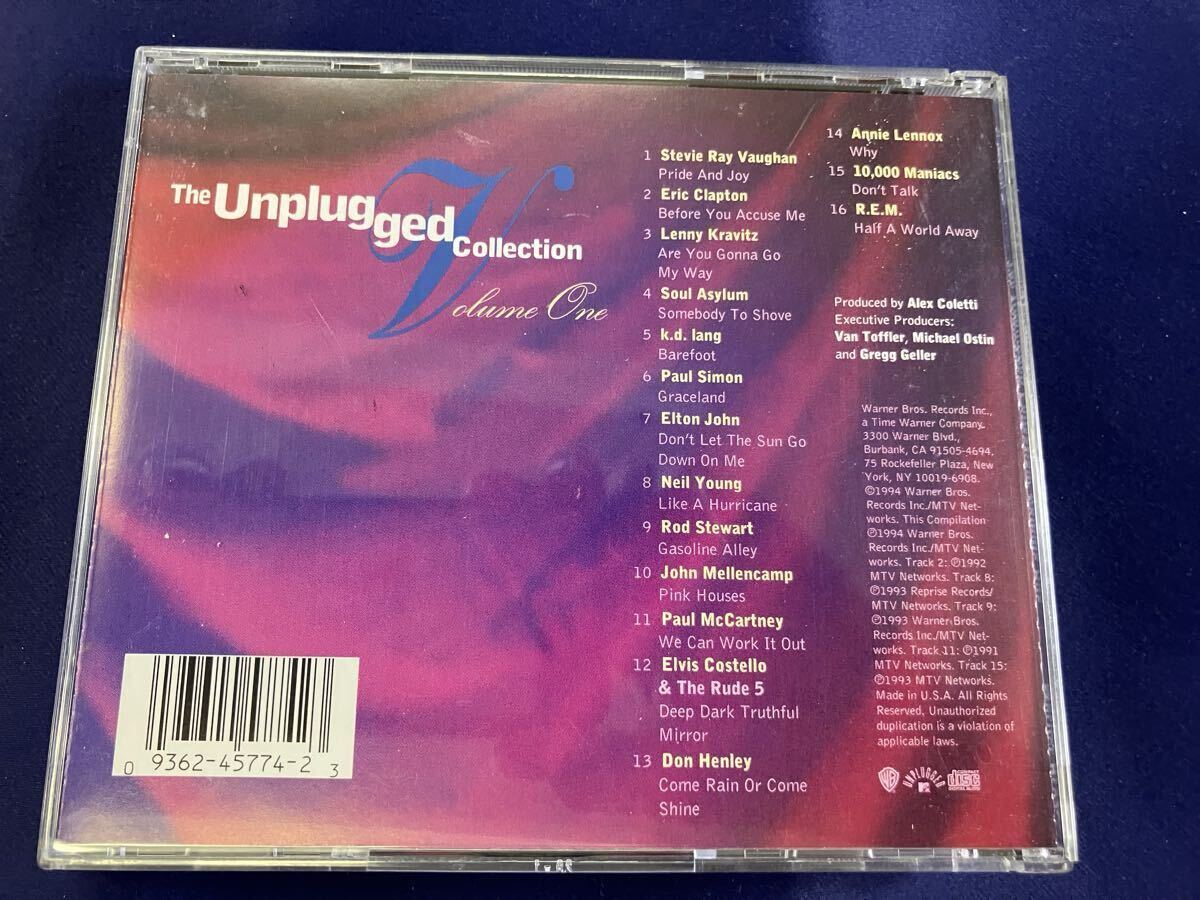 The Unplugged Collection
Volume One
1 Stevie Ray Vaughan
Pride And Joy
2 Eric Clapton
Before You Accuse Me
3 Lenny Kravitz
Are You Gonna Go
My Way
4 Soul Asylum
Somebody To Shove
5 k.d. lang
Barefoot
6 Paul Simon
Graceland
7 Elton John
Don't Let The Sun Go
Down On Me
8 Neil Young
Like A Hurricane
9 Rod Stewart
Gasoline Alley
10 John Mellencamp
Pink Houses
11 Paul McCartney
We Can Work It Out
12 Elvis Costello
& The Rude 5
Deep Dark Truthful
Mirror
13 Don Henley
Come Rain Or Come
Shine
14 Annie Lennox
Why
15 10,000 Maniacs
Don't Talk
16 R.E.M.
Half A World Away
Produced by Alex Coletti
Executive Producers:
Van Toffler, Michael Ostin
and Gregg Geller
Warner Bros. Records Inc.,
a Time Warner Company.
3300 Warner Blvd.,
Burbank, CA 91505-4694.
75 Rockefeller Plaza, New
York, NY 10019-6908.
©1994 Warner Bros.
Records Inc./MTV Net-
works. This Compilation
℗1994 Warner Bros.
Records Inc./MTV Net-
works. Track 2: ℗1992
MTV Networks. Track 8:
℗1993 Reprise Records/
MTV Networks. Track 9:
℗1993 Warner Bros.
Records Inc./MTV Net-
works. Track 11: ℗1991
MTV Networks. Track 15:
℗1993 MTV Networks.
Made in U.S.A. All Rights
Reserved. Unauthorized
duplication is a violation of
applicable laws.
0 9362-45774-2 3
WB UNPLUGGED MTV COMPACT disc DIGITAL AUDIO